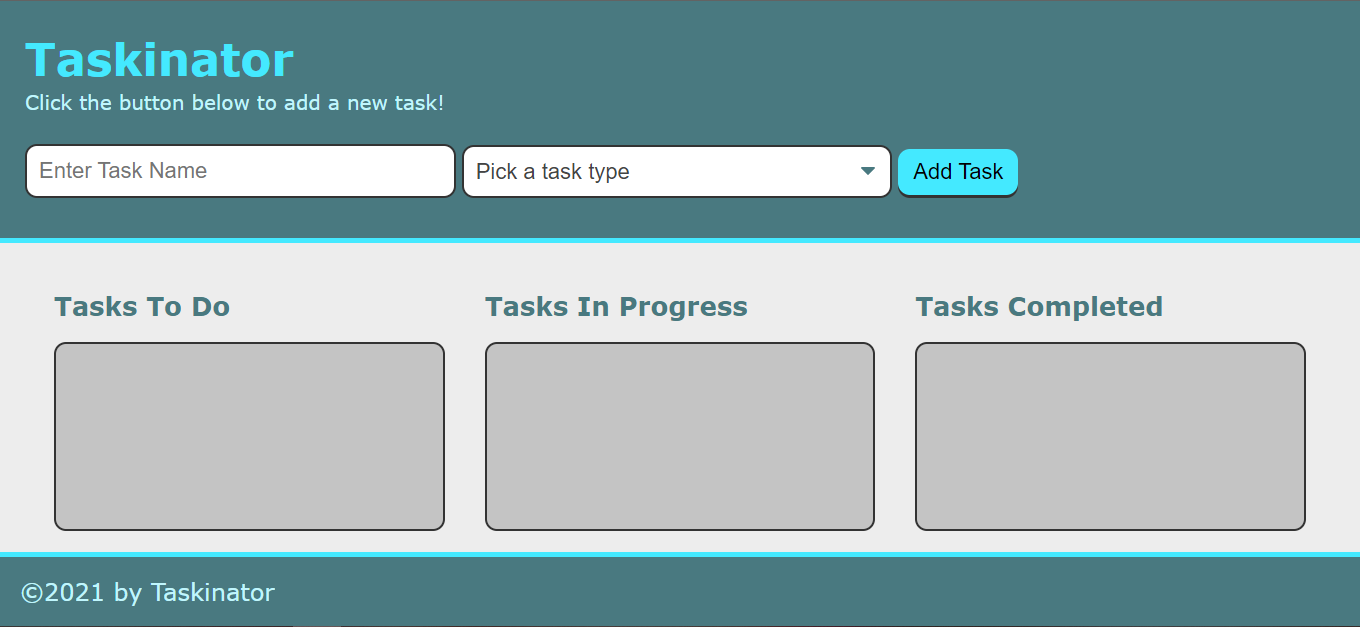 Taskinator
Click the button below to add a new task!
Enter Task Name
Pick a task type
Add Task
Tasks To Do
Tasks In Progress
Tasks Completed
©2021 by Taskinator